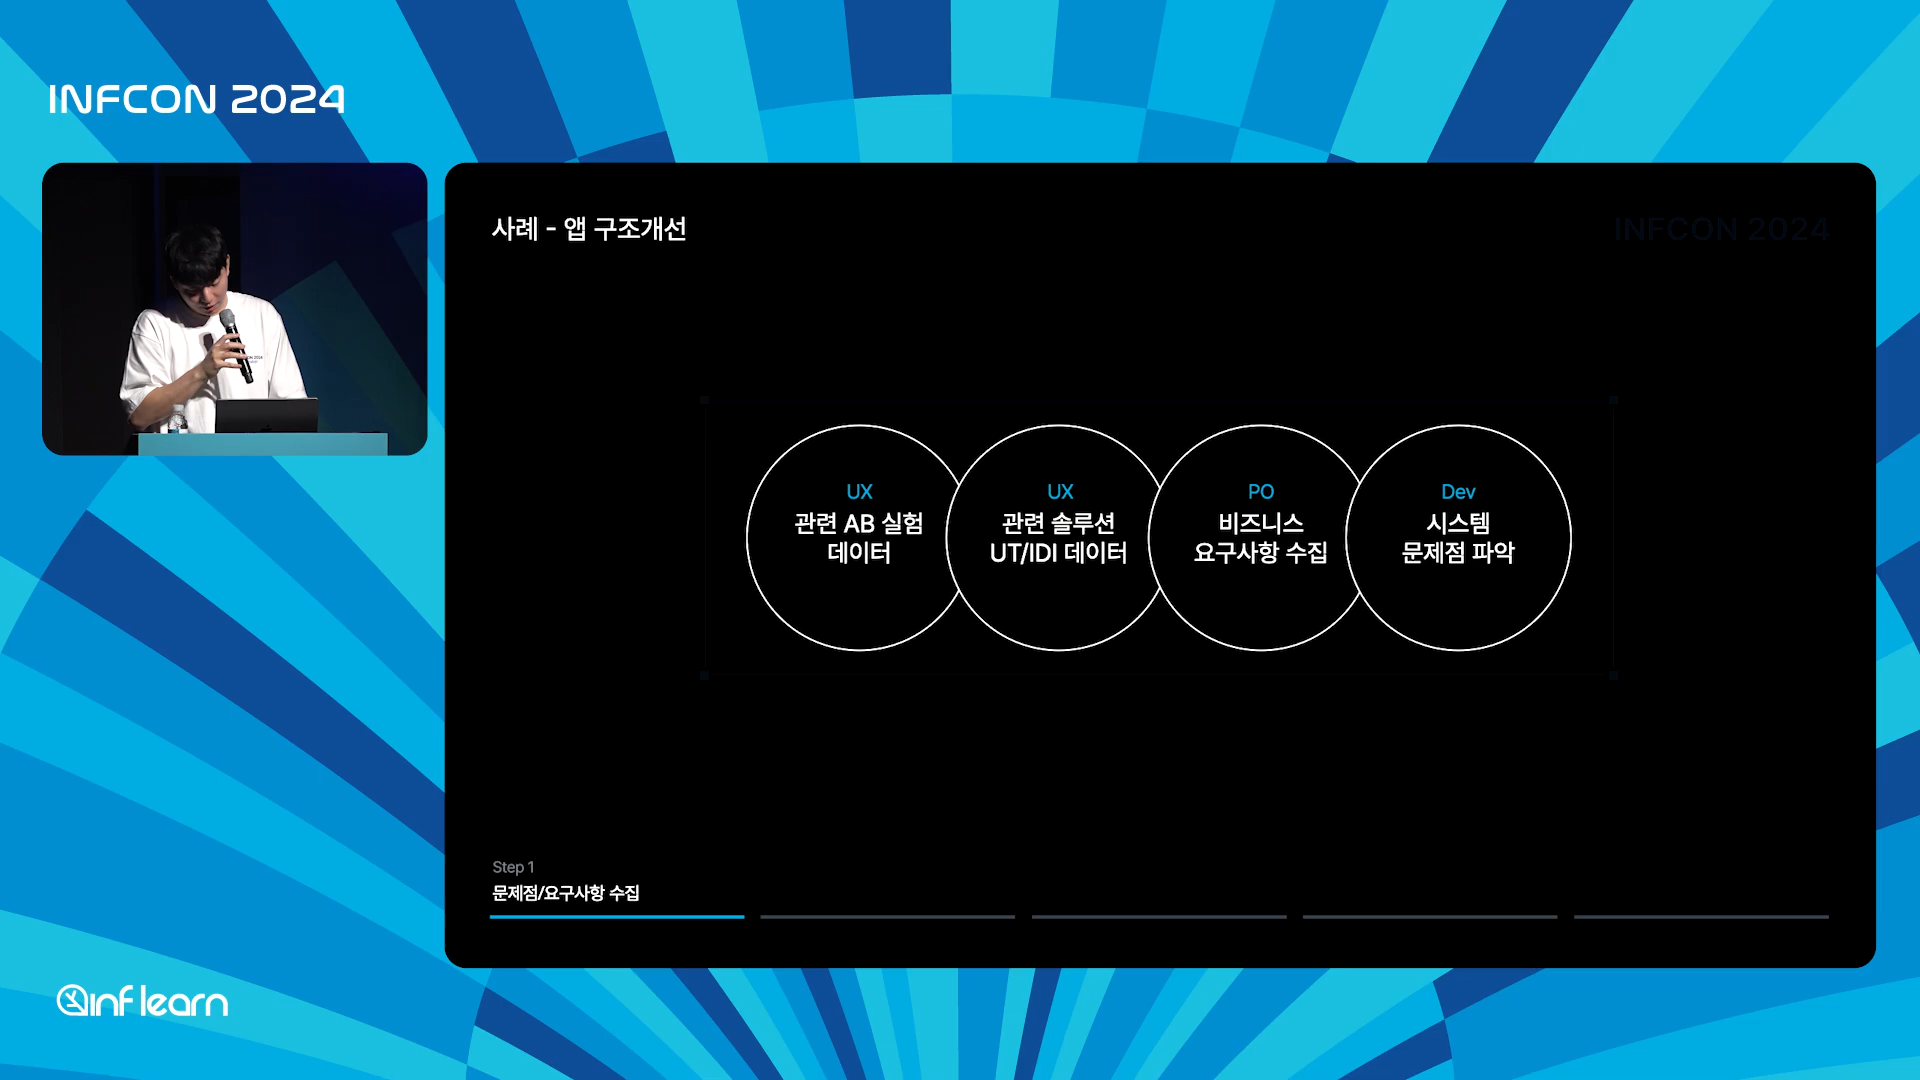 INFCON 2024
사례 - 앱 구조개선
INFCON 2024
UX
관련 AB 실험
데이터
UX
관련 솔루션
UT/IDI 데이터
PO
비즈니스
요구사항 수집
Dev
시스템
문제점 파악
Step 1
문제점/요구사항 수집
inflearn